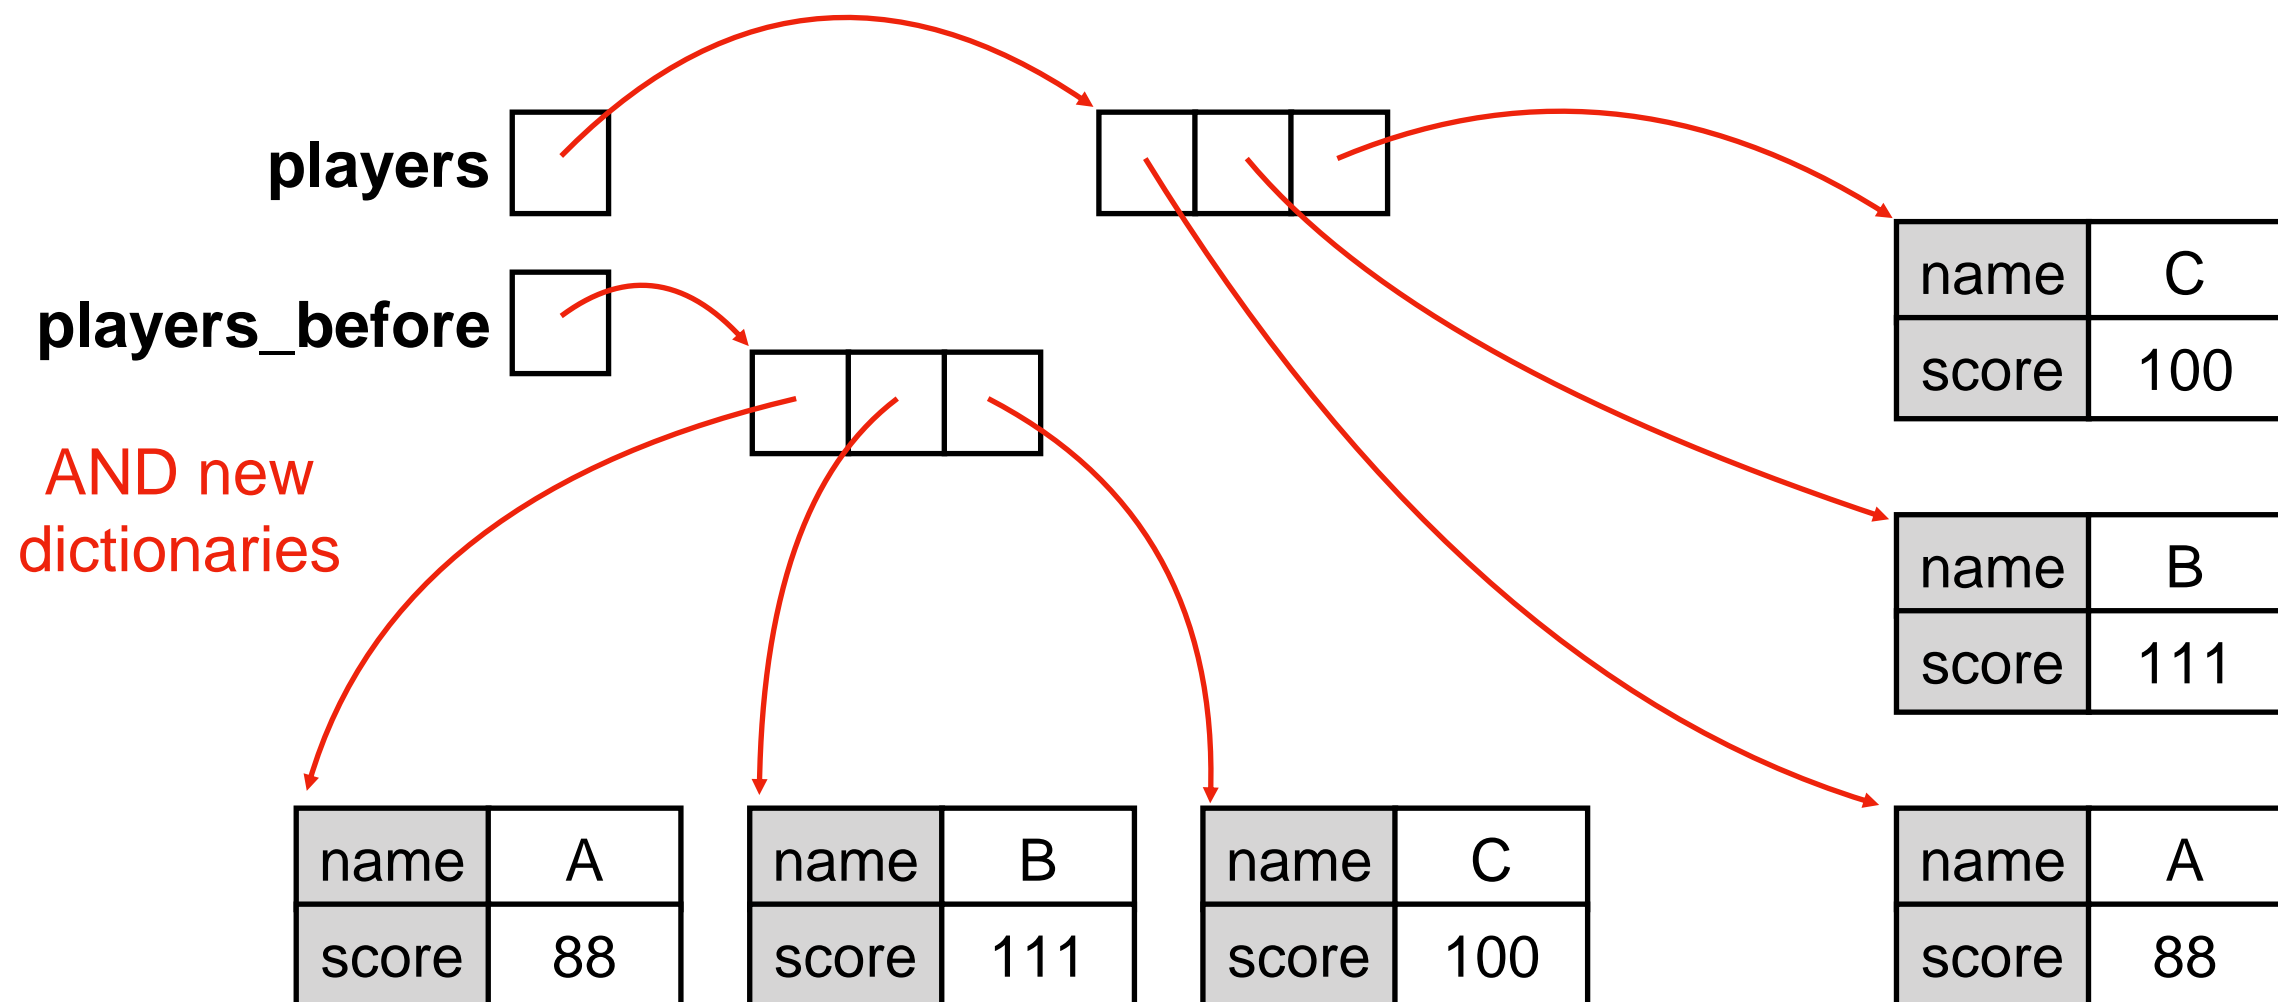 players
players_before
AND new
dictionaries
name C
score 100
name B
score 111
name A
score 88
name B
score 111
name C
score 100
name A
score 88